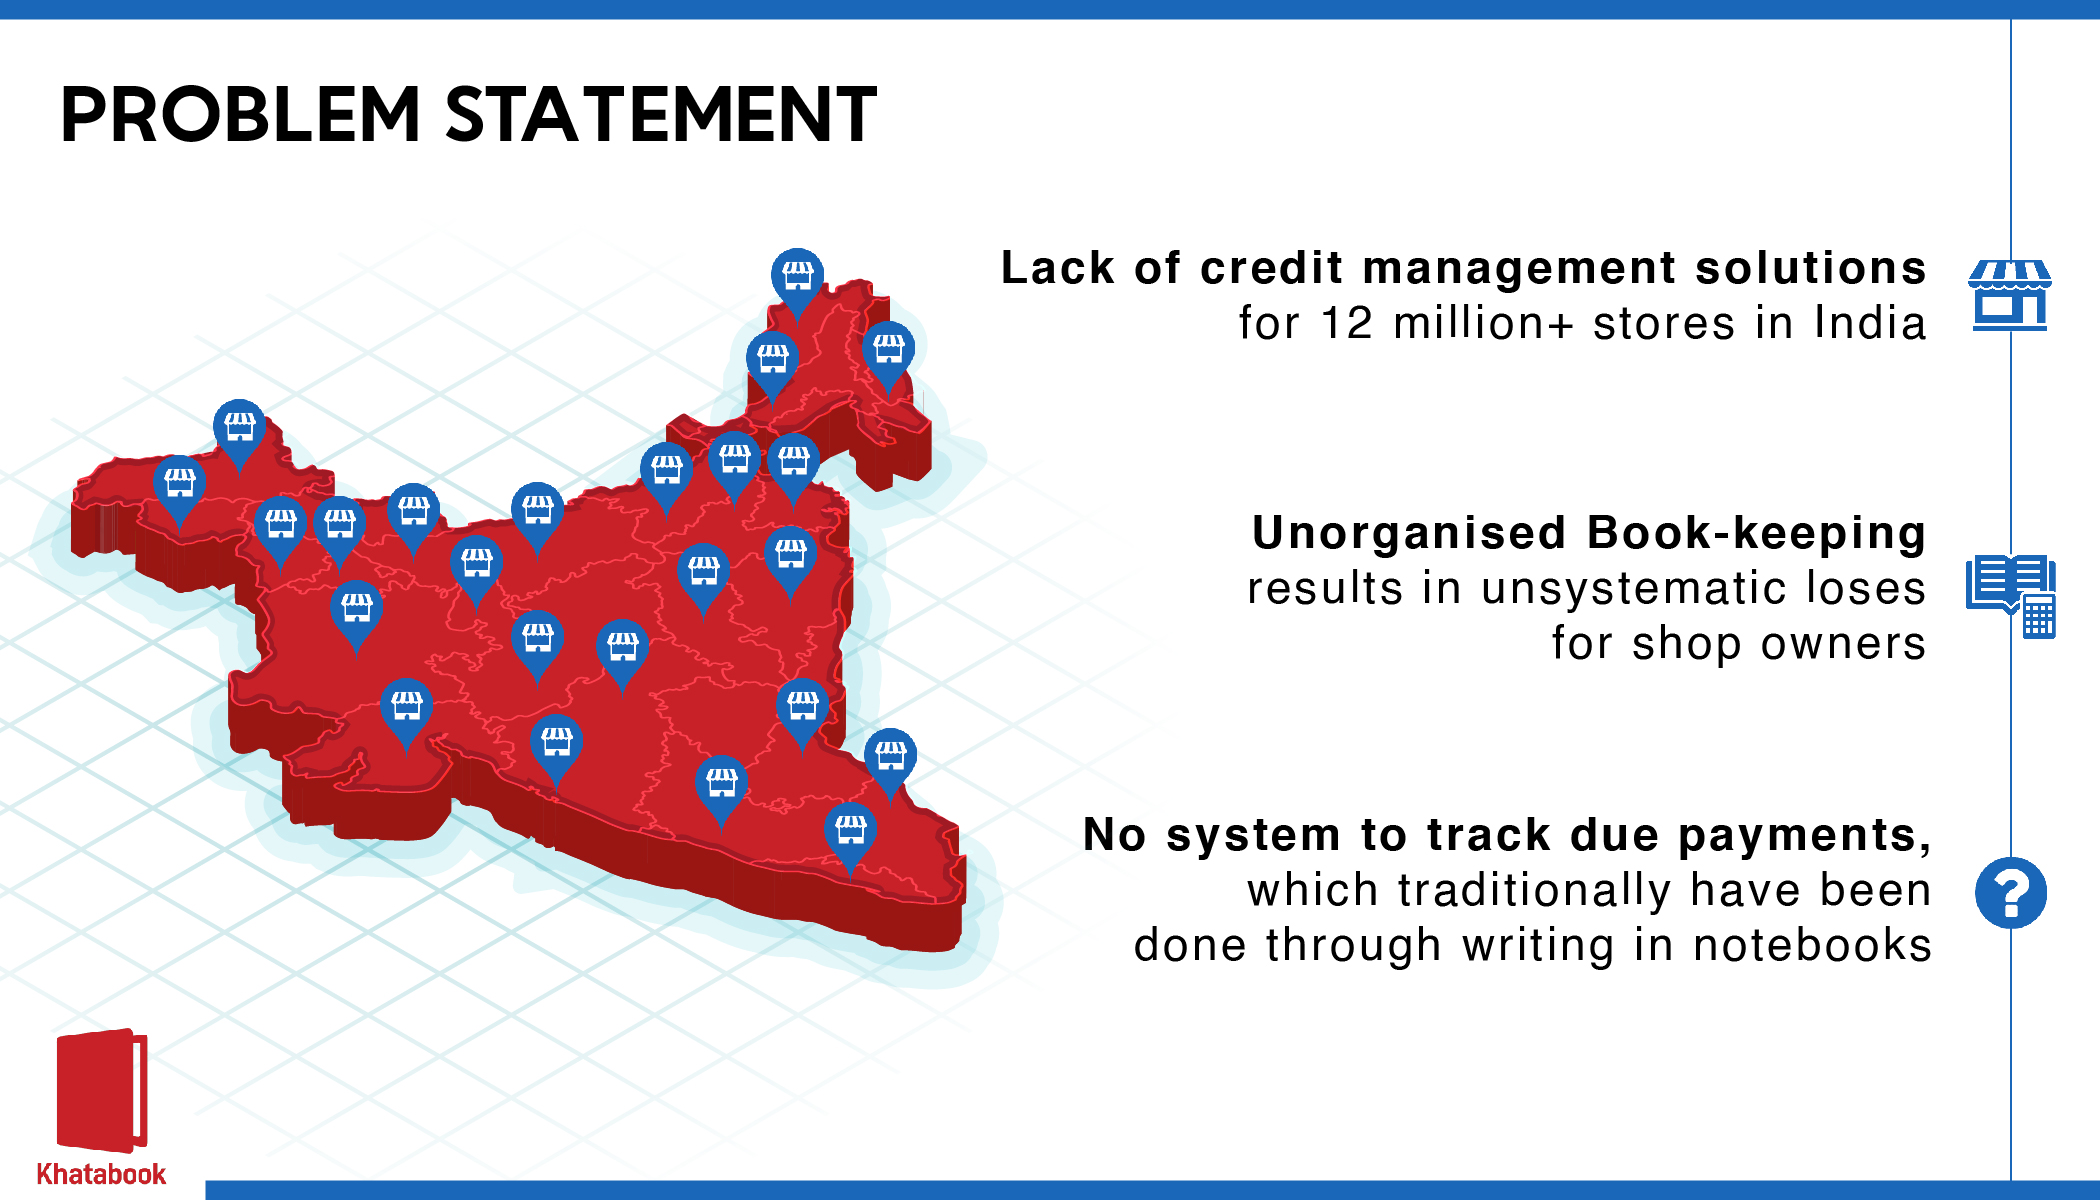 PROBLEM STATEMENT
Lack of credit management solutions
for 12 million+ stores in India
Unorganised Book-keeping
results in unsystematic loses
for shop owners
No system to track due payments,
which traditionally have been
done through writing in notebooks
Khatabook